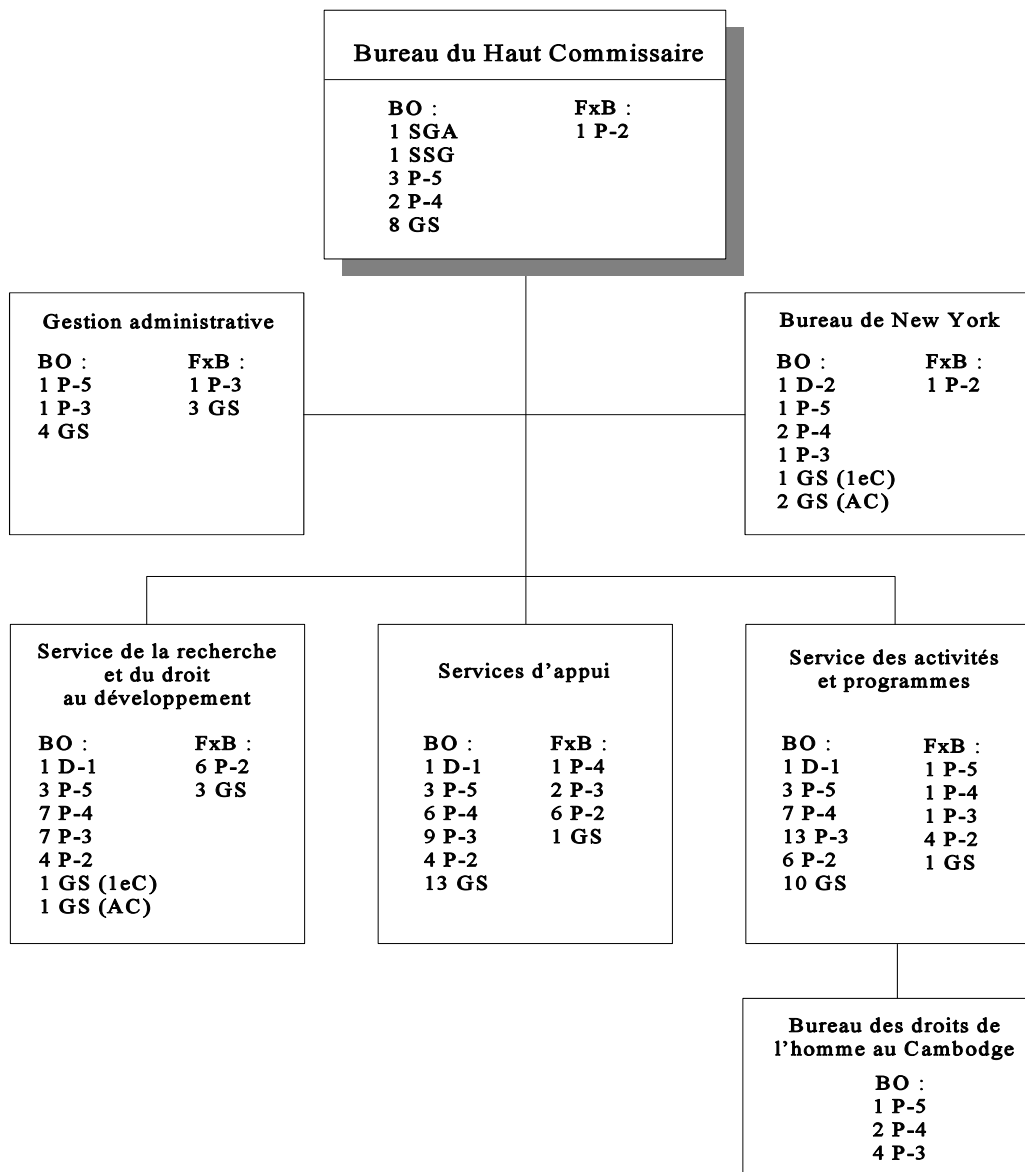 Bureau du Haut Commissaire
BO :
1 SGA
1 SSG
3 P-5
2 P-4
8 GS
FxB :
1 P-2
Gestion administrative
BO :
1 P-5
1 P-3
4 GS
FxB :
1 P-3
3 GS
Bureau de New York
BO :
1 D-2
1 P-5
2 P-4
1 P-3
1 GS (1eC)
2 GS (AC)
FxB :
1 P-2
Service de la recherche
et du droit
au développement
BO :
1 D-1
3 P-5
7 P-4
7 P-3
4 P-2
1 GS (1eC)
1 GS (AC)
FxB :
6 P-2
3 GS
Services d'appui
BO :
1 D-1
3 P-5
6 P-4
9 P-3
4 P-2
13 GS
FxB :
1 P-4
2 P-3
6 P-2
1 GS
Service des activités
et programmes
BO :
1 D-1
3 P-5
7 P-4
13 P-3
6 P-2
10 GS
FxB :
1 P-5
1 P-4
1 P-3
4 P-2
1 GS
Bureau des droits de
l'homme au Cambodge
BO :
1 P-5
2 P-4
4 P-3